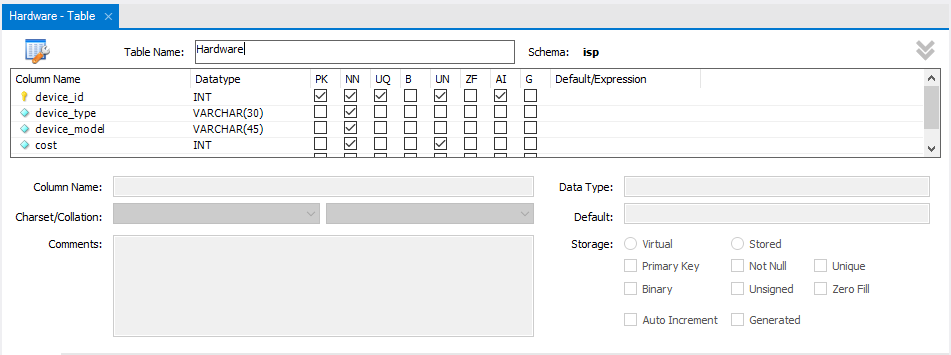 Hardware - Table ×
Table Name: Hardware Schema: isp
Column Name Datatype PK NN UQ B UN ZF AI G Default/Expression
device_id INT
device_type VARCHAR(30)
device_model VARCHAR(45)
cost INT
Column Name: Data Type:
Charset/Collation: Default:
Comments: Storage: Virtual Stored
Primary Key Not Null Unique
Binary Unsigned Zero Fill
Auto Increment Generated